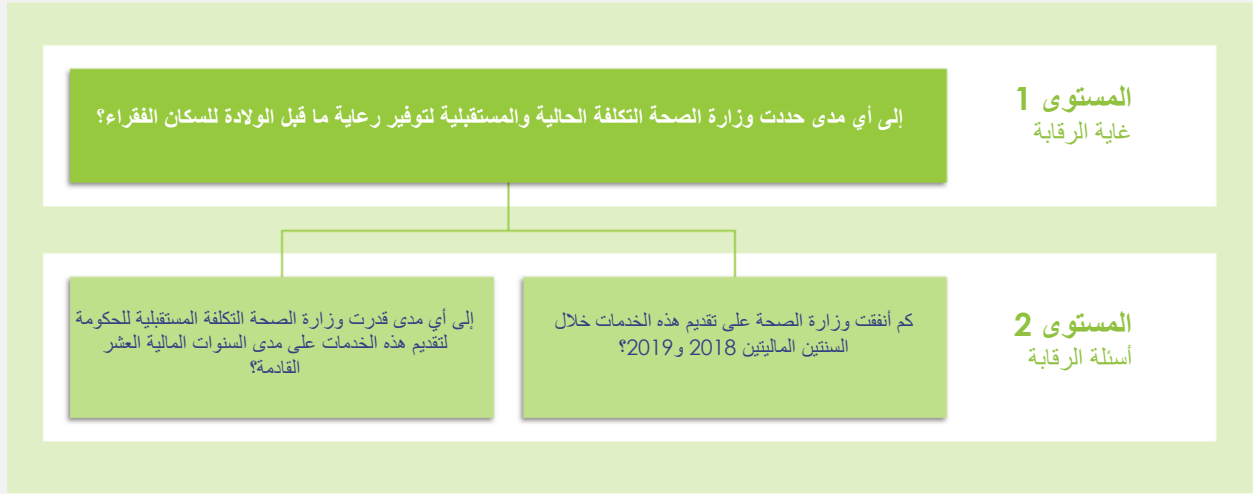 المستوى 1
غاية الرقابة
إلى أي مدى حددت وزارة الصحة التكلفة الحالية والمستقبلية لتوفير رعاية ما قبل الولادة للسكان الفقراء؟
المستوى 2
أسئلة الرقابة
كم أنفقت وزارة الصحة على تقديم هذه الخدمات خلال
السنتين الماليتين 2018 و2019؟
إلى أي مدى قدرت وزارة الصحة التكلفة المستقبلية للحكومة
لتقديم هذه الخدمات على مدى السنوات المالية العشر
القادمة؟